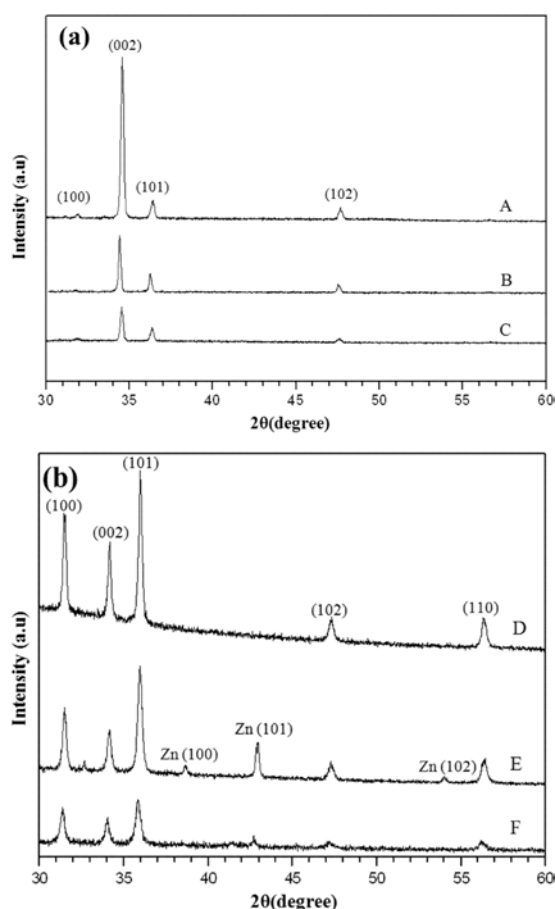 (a)
(002)
(100)
(101)
(102)
A
B
C
Intensity (a.u)
30 35 40 45 50 55 60
2θ(degree)
(b)
(101)
(100)
(002)
(102)
(110)
D
Zn (101)
Zn (100)
Zn (102)
E
F
Intensity (a.u)
30 35 40 45 50 55 60
2θ(degree)